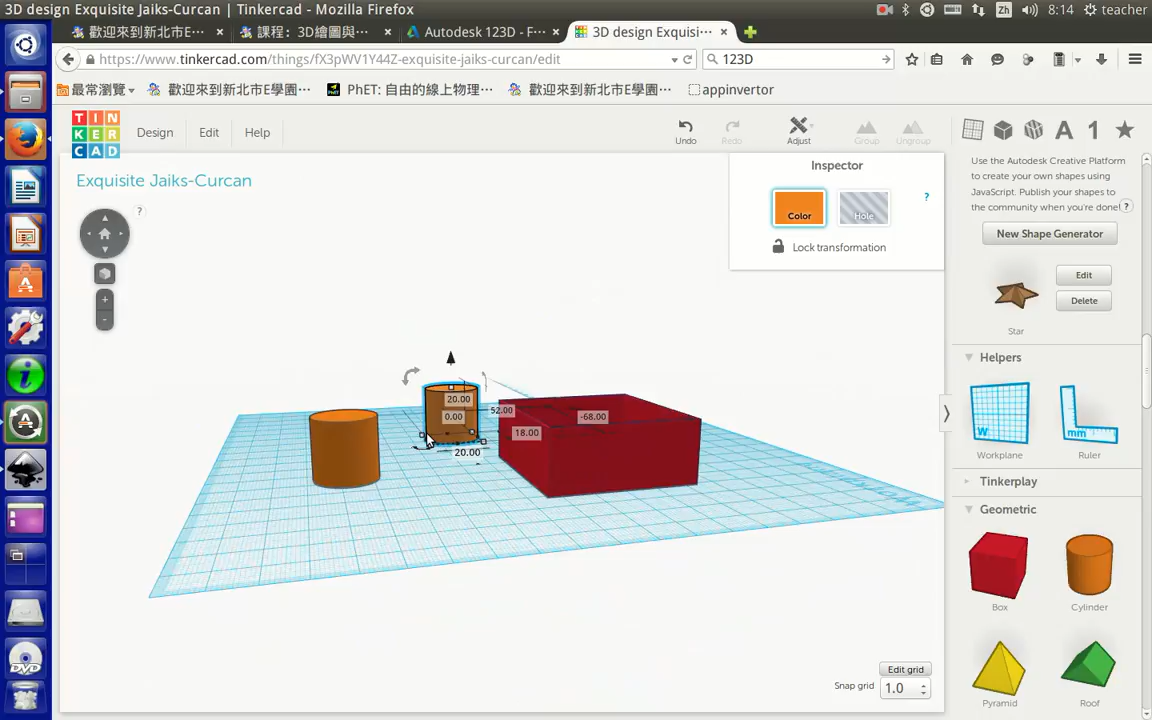 3D design Exquisite Jaiks-Curcan | Tinkercad - Mozilla Firefox
Zh
8:14
teacher
歡迎來到新北市E...
課程：3D繪圖與...
Autodesk 123D - F...
3D design Exquisi...
https://www.tinkercad.com/things/fX3pWV1Y44Z-exquisite-jaiks-curcan/edit
123D
最常瀏覽
歡迎來到新北市E學園...
PhET: 自由的線上物理...
歡迎來到新北市E學園...
appinvertor
TIN
KER
CAD
Design
Edit
Help
Undo
Redo
Adjust
Group
Ungroup
Exquisite Jaiks-Curcan
?
Inspector
Color
Hole
?
Lock transformation
Use the Autodesk Creative Platform
to create your own shapes using
JavaScript. Publish your shapes to
the community when you're done!
?
New Shape Generator
Edit
Delete
Star
Helpers
W
mm
Workplane
Ruler
Tinkerplay
Geometric
Box
Cylinder
Pyramid
Roof
20.00
0.00
52.00
-68.00
18.00
20.00
Edit grid
Snap grid
1.0
DVD